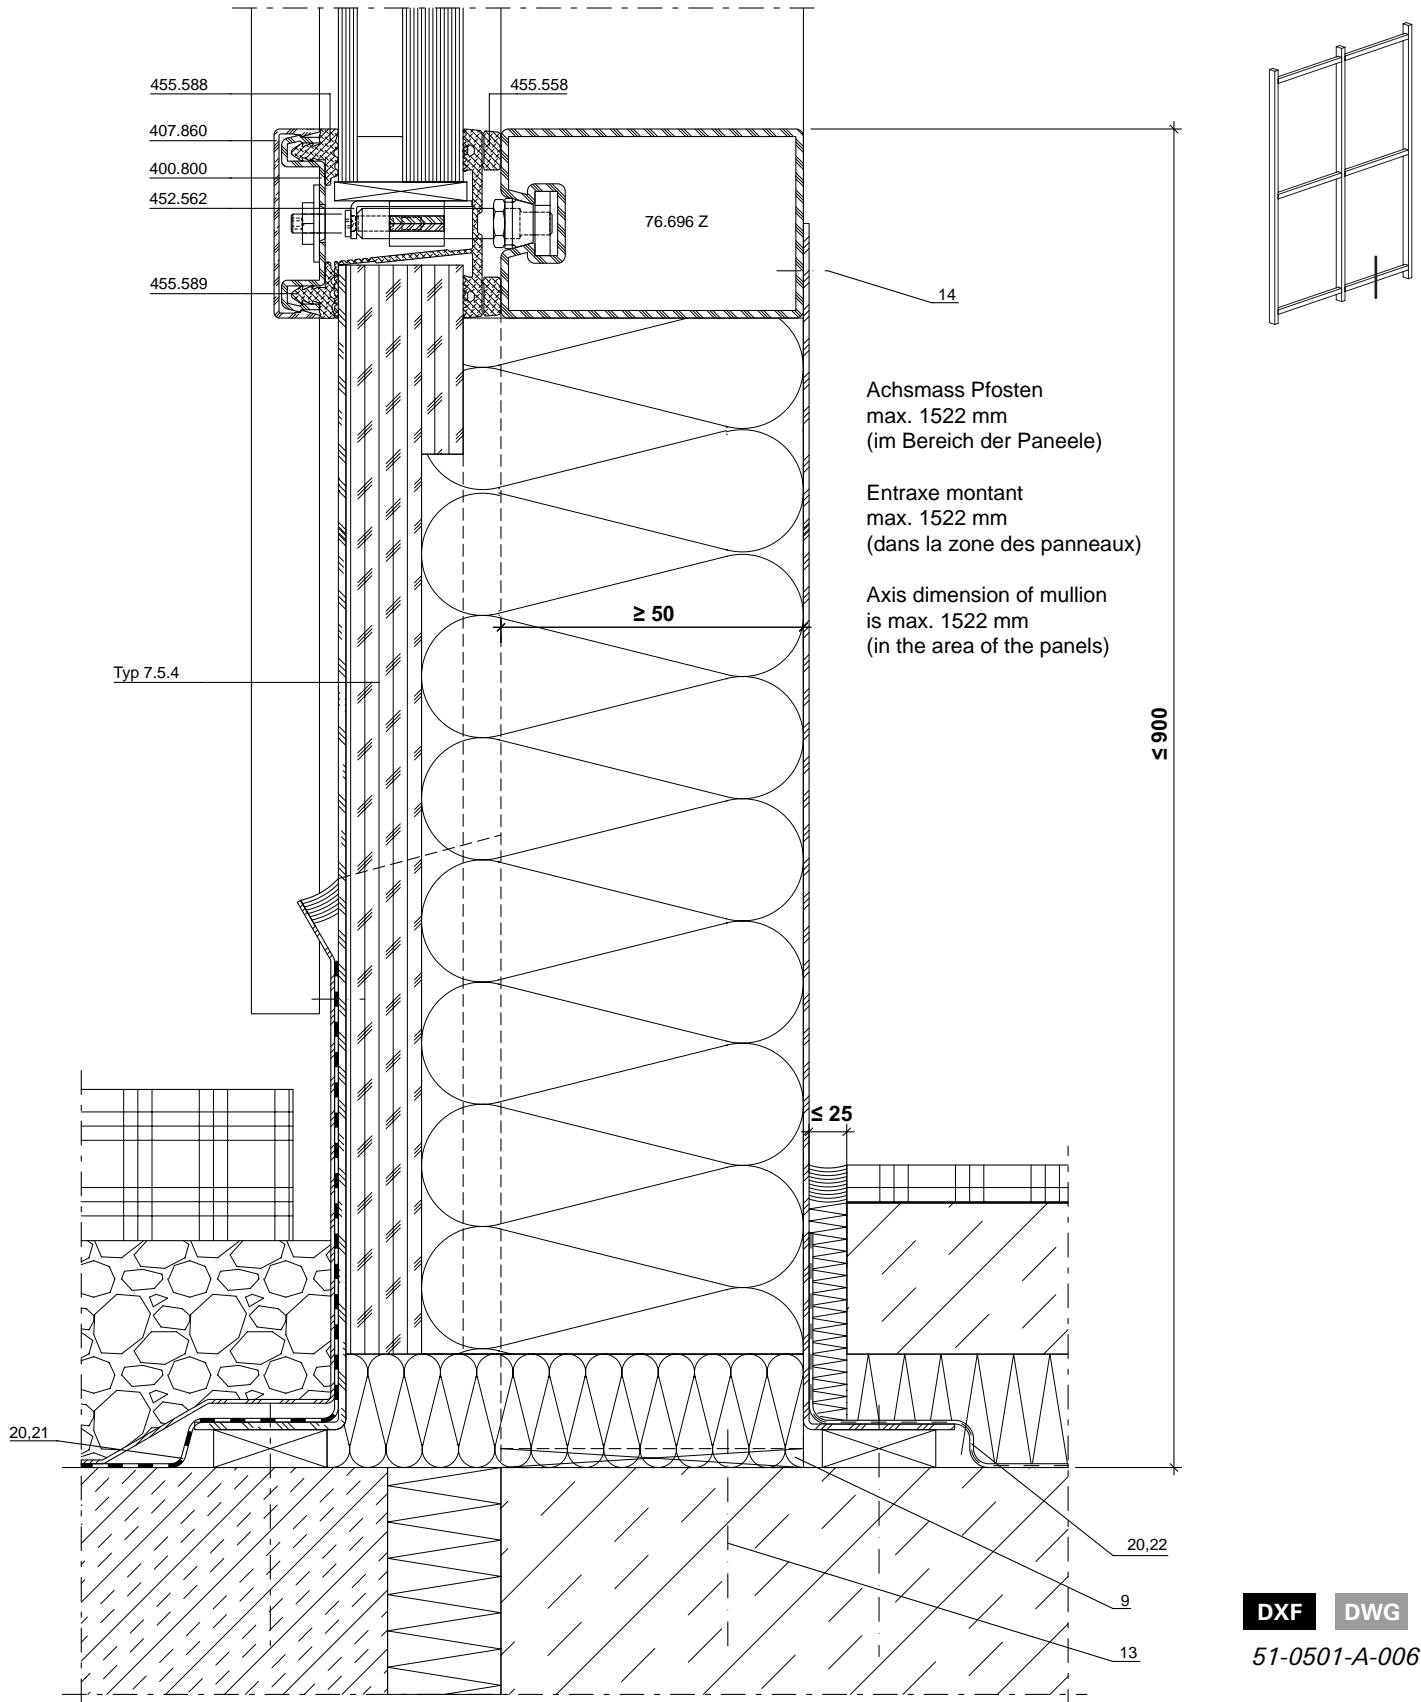 455.588
455.558
407.860
400.800
452.562
76.696 Z
455.589
14
Achsmass Pfosten
max. 1522 mm
(im Bereich der Paneele)
Entraxe montant
max. 1522 mm
(dans la zone des panneaux)
Axis dimension of mullion
is max. 1522 mm
(in the area of the panels)
≥ 50
Typ 7.5.4
≤ 900
≤ 25
20,21
20,22
9
13
DXF DWG
51-0501-A-006